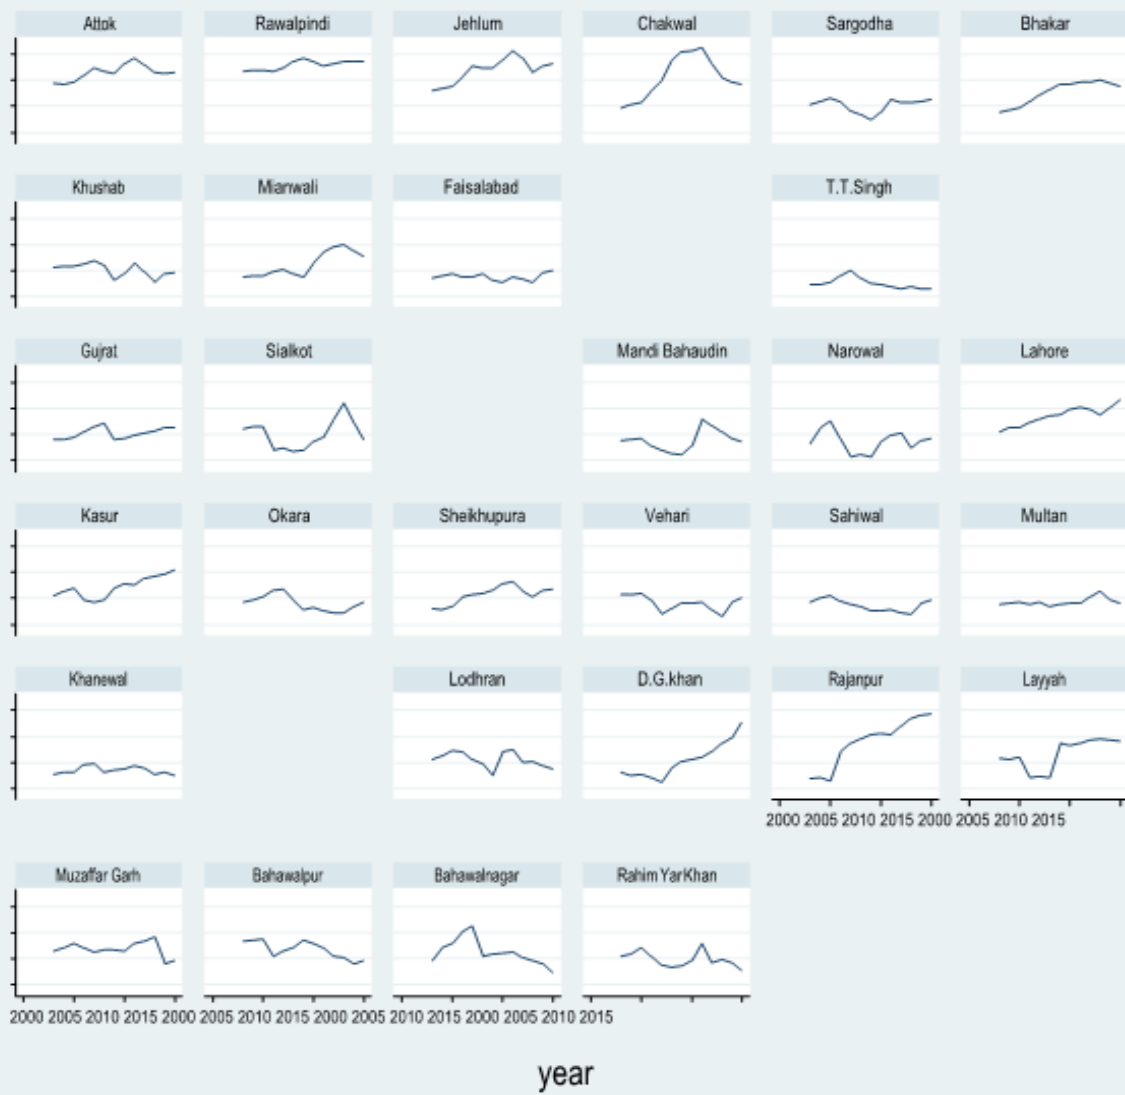 Attok Rawalpindi Jehlum Chakwal Sargodha Bhakar
Khushab Mianwali Faisalabad T.T.Singh
Gujrat Sialkot Mandi Bahaudin Narowal Lahore
Kasur Okara Sheikhupura Vehari Sahiwal Multan
Khanewal Lodhran D.G.khan Rajanpur Layyah
2000 2005 2010 2015 2000 2005 2010 2015
Muzaffar Garh Bahawalpur Bahawalnagar Rahim YarKhan
2000 2005 2010 2015 2000 2005 2010 2015 2000 2005 2010 2015 2000 2005 2010 2015
year